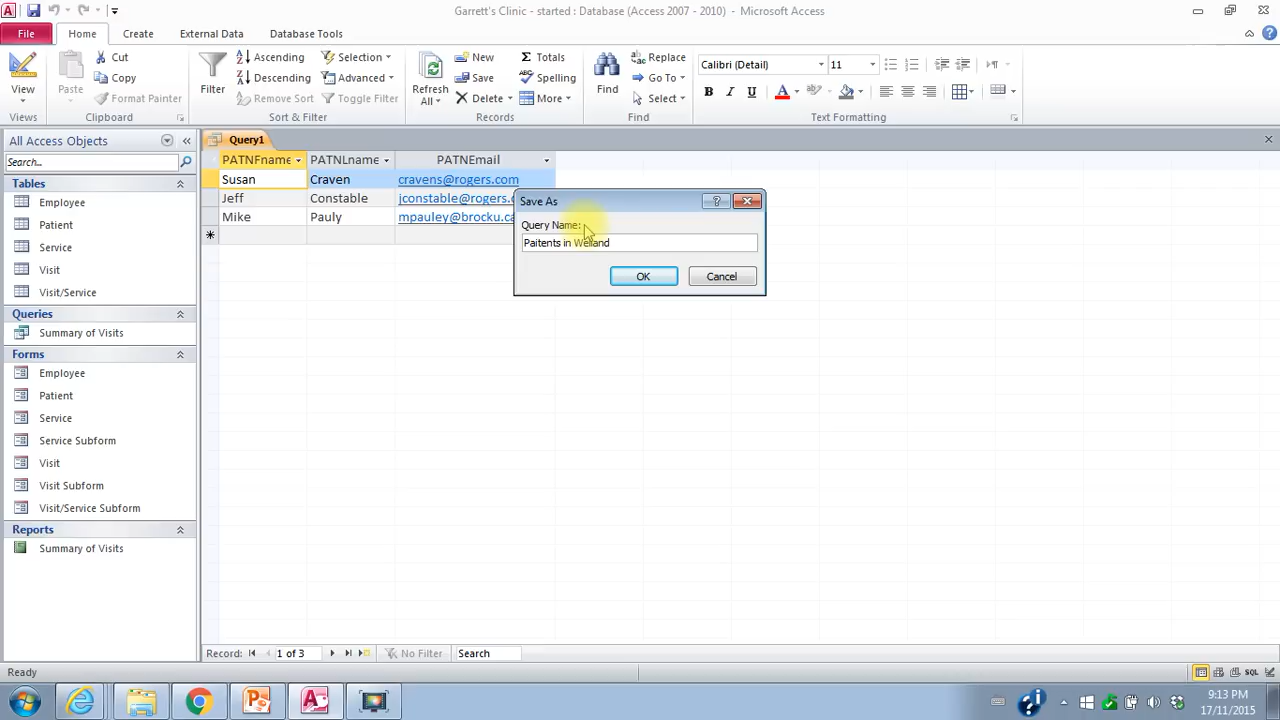 Garrett's Clinic - started : Database (Access 2007 - 2010) - Microsoft Access
File Home Create External Data Database Tools
View
Views
Paste
Cut
Copy
Format Painter
Clipboard
Filter
Ascending
Descending
Remove Sort
Selection
Advanced
Toggle Filter
Sort & Filter
Refresh
All
New
Save
Delete
Totals
Spelling
More
Records
Find
Replace
Go To
Select
Find
Calibri (Detail) 11
B I U A
Text Formatting
All Access Objects
Search...
Tables
Employee
Patient
Service
Visit
Visit/Service
Queries
Summary of Visits
Forms
Employee
Patient
Service
Service Subform
Visit
Visit Subform
Visit/Service Subform
Reports
Summary of Visits
Query1
PATNFname PATNLname PATNEmail
Susan Craven cravens@rogers.com
Jeff Constable jconstable@rogers.c
Mike Pauly mpauley@brocku.ca
Save As
Query Name:
Paitents in Welland
OK Cancel
Record: 1 of 3 No Filter Search
Ready
SQL
9:13 PM
17/11/2015